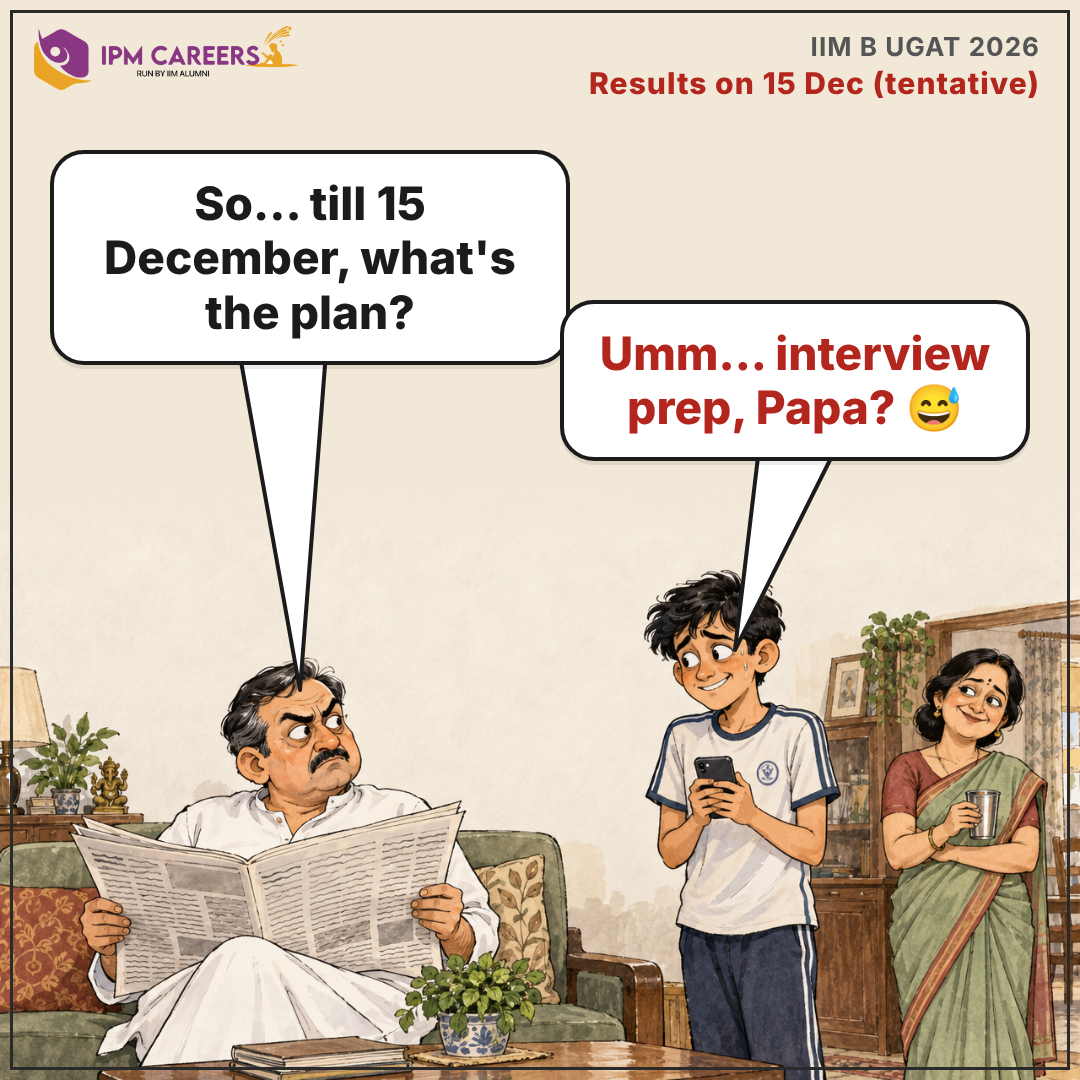 IPM CAREERS
RUN BY IIM ALUMNI
IIM B UGAT 2026
Results on 15 Dec (tentative)
So... till 15
December, what's
the plan?
Umm... interview
prep, Papa? 😅